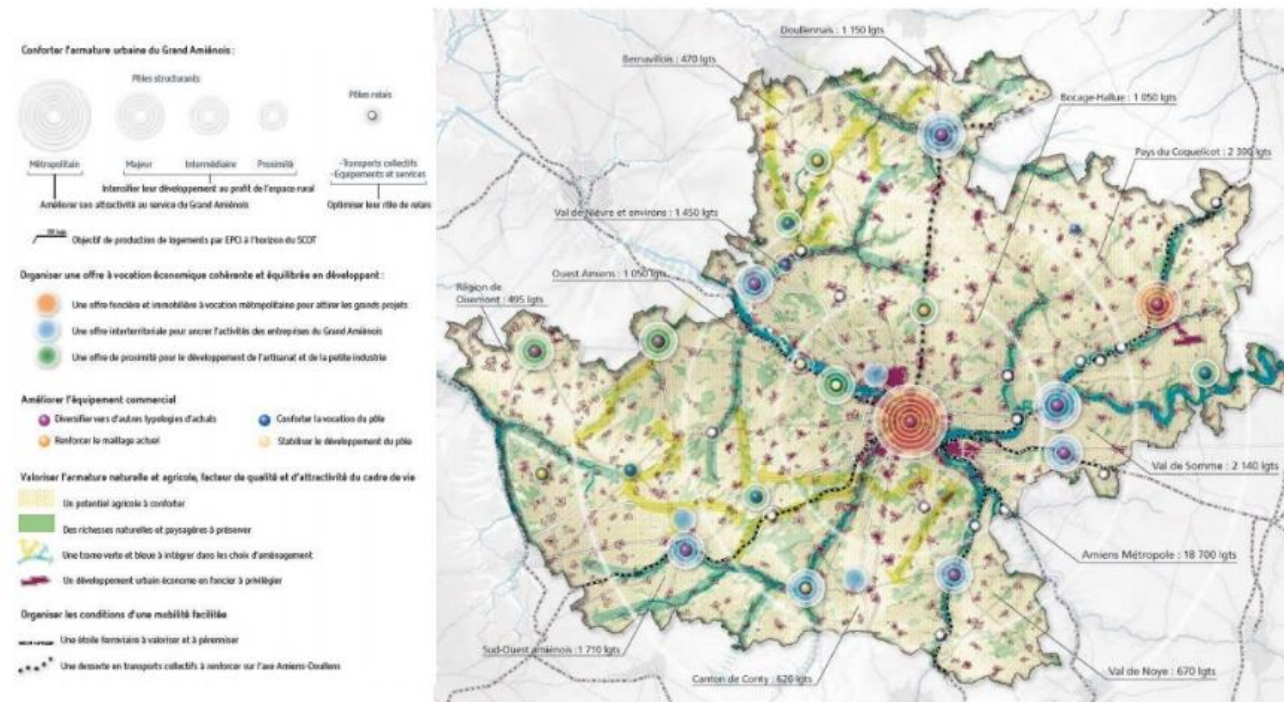 Conforter l'armature urbaine du Grand Amiénois :
Pôles structurants
Pôles relais
Métropolitain
Majeur
Intermédiaire
Proximité
-Transports collectifs
-Equipements et services
Intensifier leur développement au profit de l'espace rural
Améliorer son attractivité au service du Grand Amiénois
Optimiser leur rôle de relais
Objectif de production de logements par EPCI à l'horizon du SCOT
Organiser une offre à vocation économique cohérente et équilibrée en développant :
Une offre foncière et immobilière à vocation métropolitaine pour attirer les grands projets
Une offre interterritoriale pour ancrer l'activités des entreprises du Grand Amiénois
Une offre de proximité pour le développement de l'artisanat et de la petite industrie
Améliorer l'équipement commercial
Diversifier vers d'autres typologies d'achats
Conforter la vocation du pôle
Renforcer le maillage actuel
Stabiliser le développement du pôle
Valoriser l'armature naturelle et agricole, facteur de qualité et d'attractivité du cadre de vie
Un potentiel agricole à conforter
Des richesses naturelles et paysagères à préserver
Une trame verte et bleue à intégrer dans les choix d'aménagement
Un développement urbain économe en foncier à privilégier
Organiser les conditions d'une mobilité facilitée
Une étoile ferroviaire à valoriser et à pérenniser
Une desserte en transports collectifs à renforcer sur l'axe Amiens-Doullens
Doullennais : 1 150 lgts
Bernavillois : 470 lgts
Bocage-Hallue : 1 050 lgts
Pays du Coquelicot : 2 300 lgts
Val de Nièvre et environs : 1 450 lgts
Ouest Amiens : 1 050 lgts
Région de
Oisemont : 495 lgts
Val de Somme : 2 140 lgts
Amiens Métropole : 18 700 lgts
Sud-Ouest amiénois : 1 710 lgts
Canton de Conty : 620 lgts
Val de Noye : 670 lgts